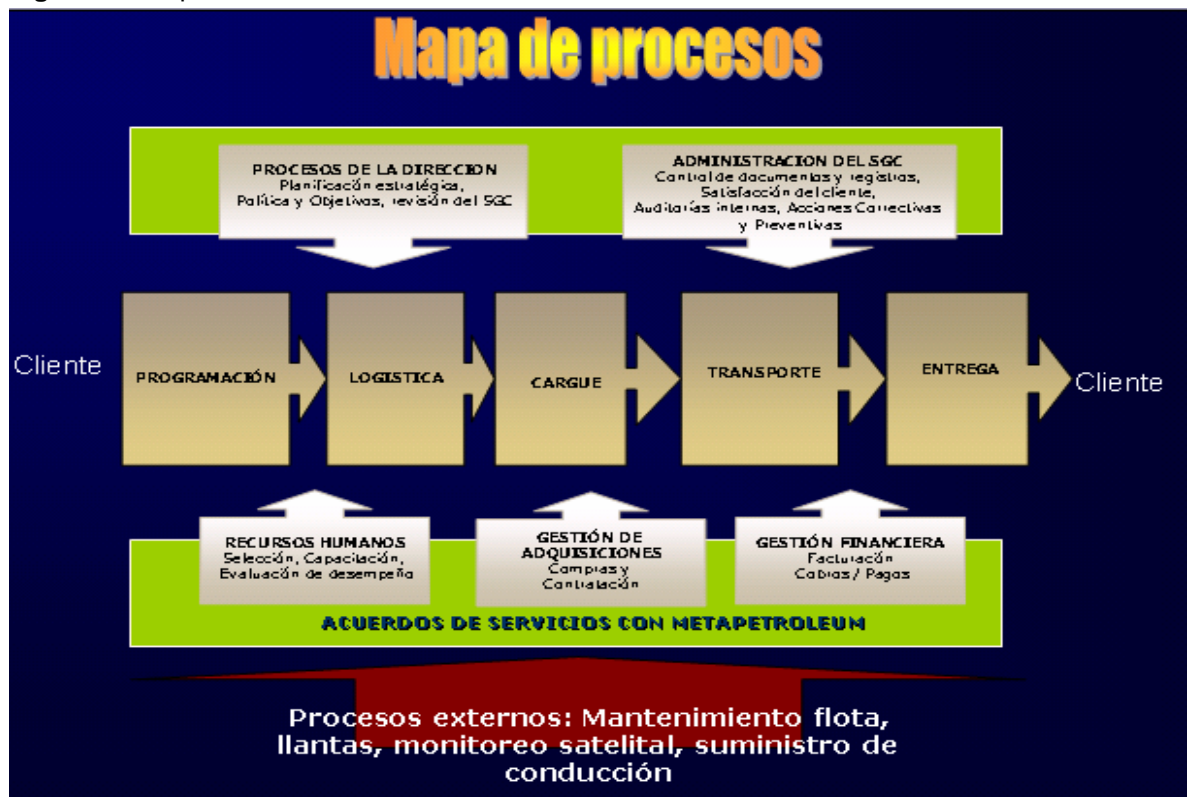 Mapa de procesos
PROCESOS DE LA DIRECCION
Planificación estratégica,
Política y Objetivos, revisión del SGC
ADMINISTRACION DEL SGC
Control de documentos y registros,
Satisfacción del cliente,
Auditorías internas, Acciones Correctivas
y Preventivas
Cliente
PROGRAMACIÓN
LOGISTICA
CARGUE
TRANSPORTE
ENTREGA
Cliente
RECURSOS HUMANOS
Selección, Capacitación,
Evaluación de desempeño
GESTIÓN DE
ADQUISICIONES
Compras y
Contratación
GESTIÓN FINANCIERA
Facturación
Cobros / Pagos
ACUERDOS DE SERVICIOS CON METAPETROLEUM
Procesos externos: Mantenimiento flota,
llantas, monitoreo satelital, suministro de
conducción